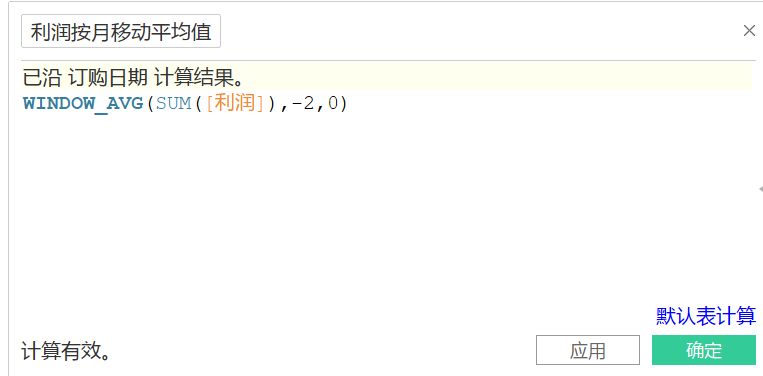 利润按月移动平均值
已沿 订购日期 计算结果。
WINDOW_AVG(SUM([利润]),-2,0)
默认表计算
计算有效。 应用 确定